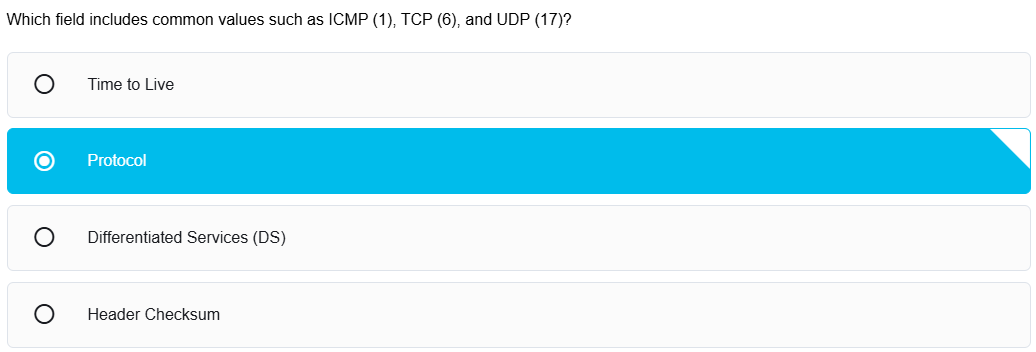 Which field includes common values such as ICMP (1), TCP (6), and UDP (17)?
Time to Live
Protocol
Differentiated Services (DS)
Header Checksum